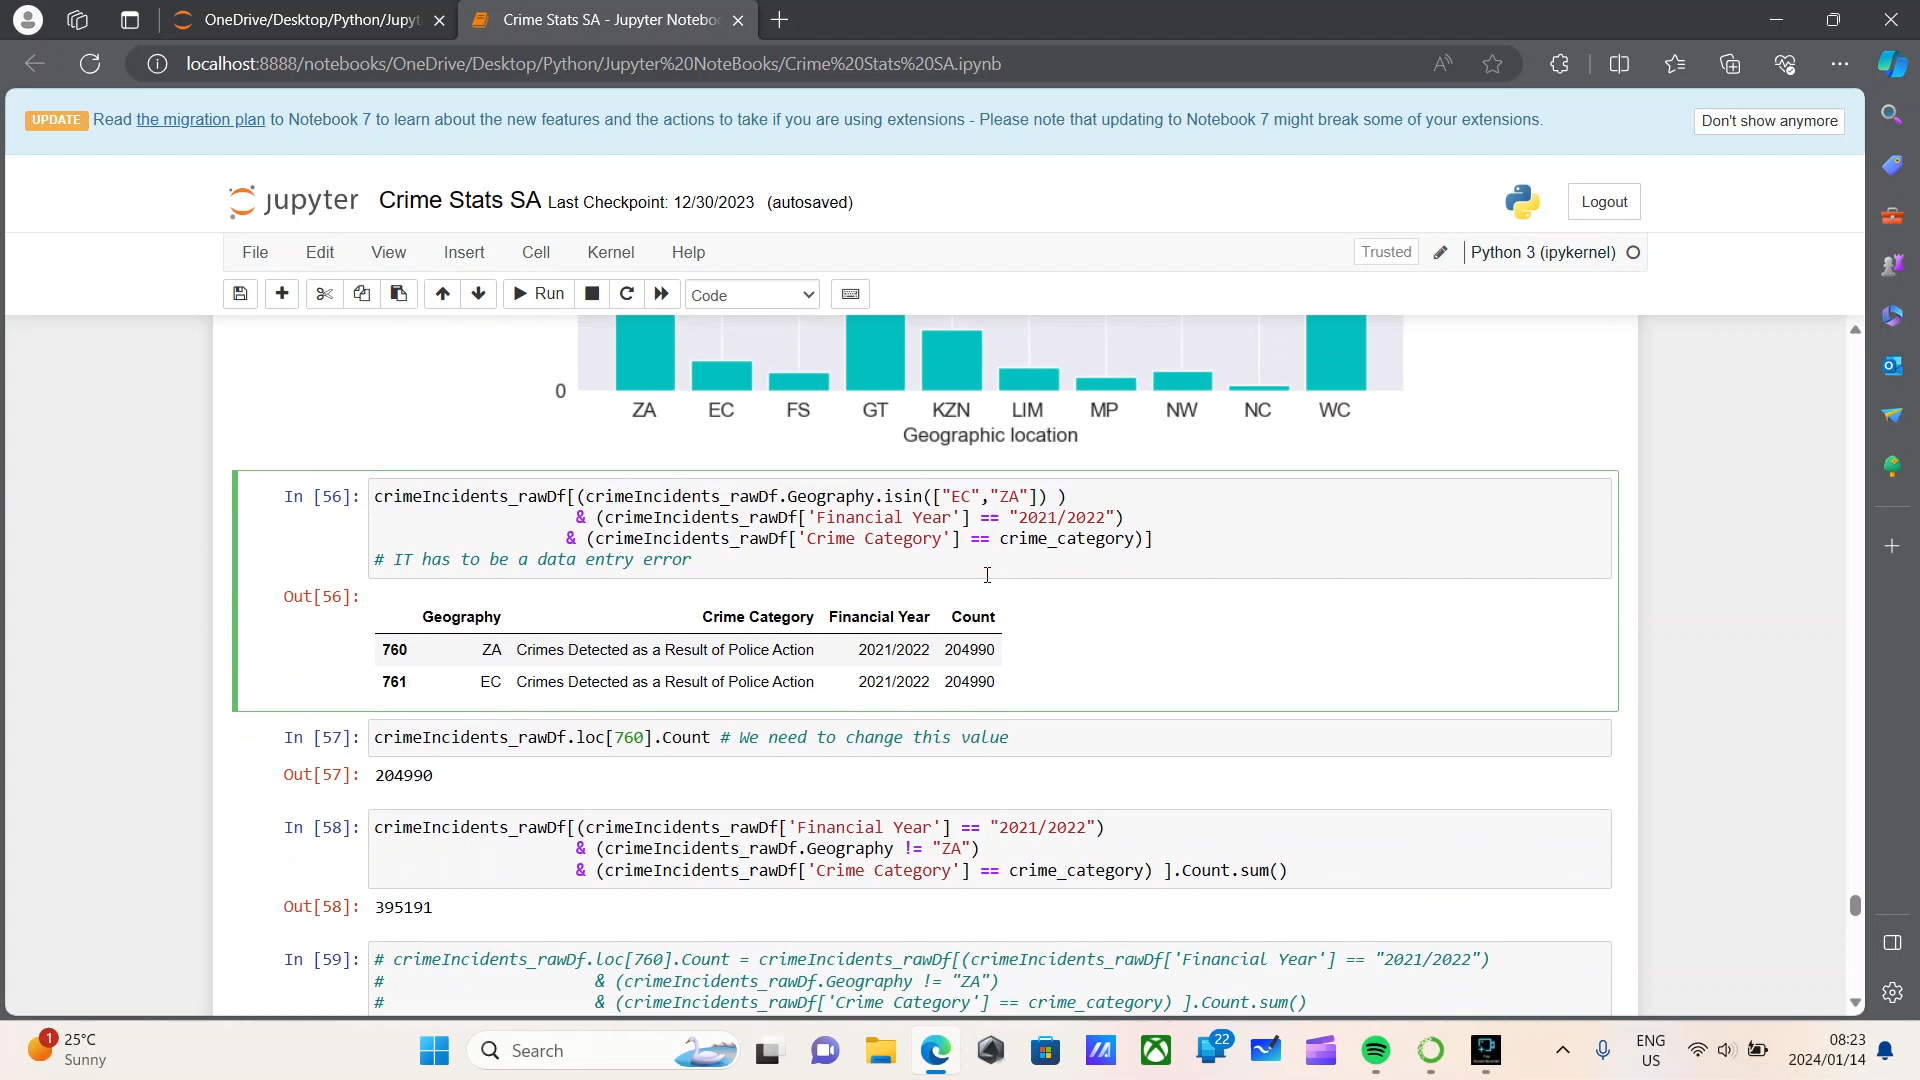 OneDrive/Desktop/Python/Jupyt
Crime Stats SA - Jupyter Notebo
localhost:8888/notebooks/OneDrive/Desktop/Python/Jupyter%20NoteBooks/Crime%20Stats%20SA.ipynb
UPDATE Read the migration plan to Notebook 7 to learn about the new features and the actions to take if you are using extensions - Please note that updating to Notebook 7 might break some of your extensions.
Don't show anymore
jupyter Crime Stats SA Last Checkpoint: 12/30/2023 (autosaved)
Logout
File Edit View Insert Cell Kernel Help
Trusted Python 3 (ipykernel)
Run Code
0
ZA EC FS GT KZN LIM MP NW NC WC
Geographic location
In [56]: crimeIncidents_rawDf[(crimeIncidents_rawDf.Geography.isin(["EC","ZA"]) )
& (crimeIncidents_rawDf['Financial Year'] == "2021/2022")
& (crimeIncidents_rawDf['Crime Category'] == crime_category)]
# IT has to be a data entry error
Out[56]:
Geography Crime Category Financial Year Count
760 ZA Crimes Detected as a Result of Police Action 2021/2022 204990
761 EC Crimes Detected as a Result of Police Action 2021/2022 204990
In [57]: crimeIncidents_rawDf.loc[760].Count # We need to change this value
Out[57]: 204990
In [58]: crimeIncidents_rawDf[(crimeIncidents_rawDf['Financial Year'] == "2021/2022")
& (crimeIncidents_rawDf.Geography != "ZA")
& (crimeIncidents_rawDf['Crime Category'] == crime_category) ].Count.sum()
Out[58]: 395191
In [59]: # crimeIncidents_rawDf.loc[760].Count = crimeIncidents_rawDf[(crimeIncidents_rawDf['Financial Year'] == "2021/2022")
# & (crimeIncidents_rawDf.Geography != "ZA")
# & (crimeIncidents_rawDf['Crime Category'] == crime_category) ].Count.sum()
1
25°C
Sunny
Search
22
ENG
US
08:23
2024/01/14